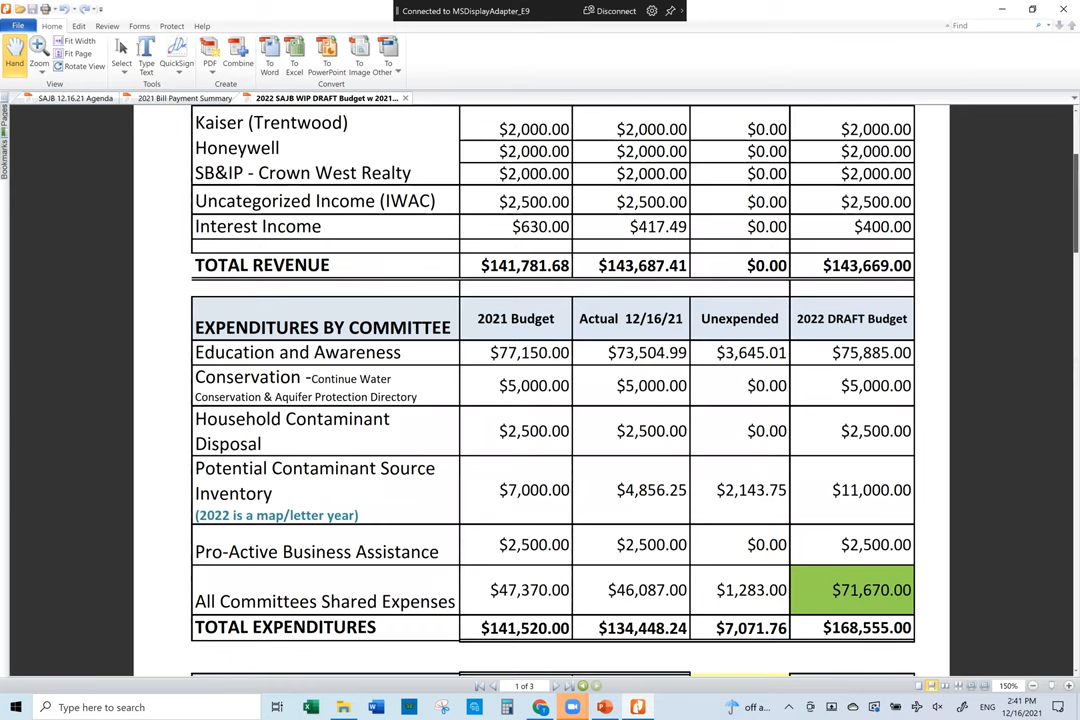 Connected to MSDisplayAdapter_E9 Disconnect
File Home Edit Review Forms Protect Help Find
Hand Zoom Fit Width Fit Page Rotate View Select Type Text QuickSign PDF Combine To Word To Excel To PowerPoint To Image To Other
View Tools Create Convert
SAJB 12.16.21 Agenda 2021 Bill Payment Summary 2022 SAJB WIP DRAFT Budget w 2021...
Pages
Bookmarks
Kaiser (Trentwood) $2,000.00 $2,000.00 $0.00 $2,000.00
Honeywell $2,000.00 $2,000.00 $0.00 $2,000.00
SB&IP - Crown West Realty $2,000.00 $2,000.00 $0.00 $2,000.00
Uncategorized Income (IWAC) $2,500.00 $2,500.00 $0.00 $2,500.00
Interest Income $630.00 $417.49 $0.00 $400.00
TOTAL REVENUE $141,781.68 $143,687.41 $0.00 $143,669.00
EXPENDITURES BY COMMITTEE 2021 Budget Actual 12/16/21 Unexpended 2022 DRAFT Budget
Education and Awareness $77,150.00 $73,504.99 $3,645.01 $75,885.00
Conservation -Continue Water
Conservation & Aquifer Protection Directory $5,000.00 $5,000.00 $0.00 $5,000.00
Household Contaminant
Disposal $2,500.00 $2,500.00 $0.00 $2,500.00
Potential Contaminant Source
Inventory $7,000.00 $4,856.25 $2,143.75 $11,000.00
(2022 is a map/letter year)
Pro-Active Business Assistance $2,500.00 $2,500.00 $0.00 $2,500.00
All Committees Shared Expenses $47,370.00 $46,087.00 $1,283.00 $71,670.00
TOTAL EXPENDITURES $141,520.00 $134,448.24 $7,071.76 $168,555.00
1 of 3 150%
Type here to search off a... ENG 2:41 PM
12/16/2021